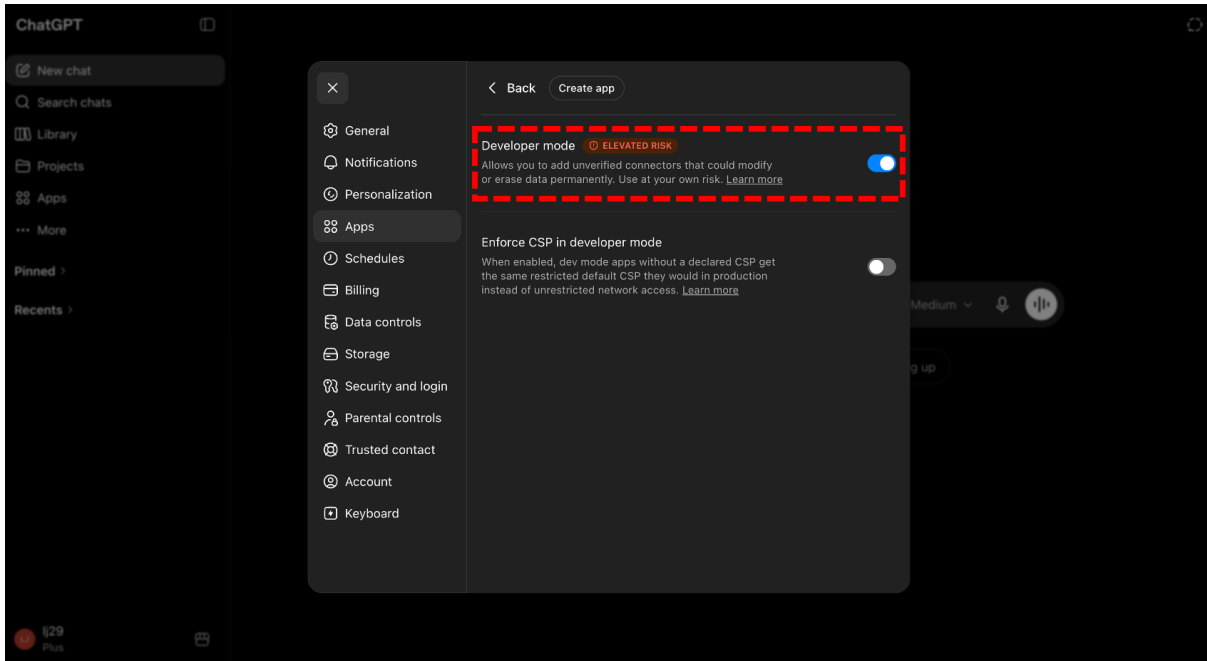 ChatGPT
New chat
Search chats
Library
Projects
Apps
More
Pinned
Recents
lj29
Plus
General
Notifications
Personalization
Apps
Schedules
Billing
Data controls
Storage
Security and login
Parental controls
Trusted contact
Account
Keyboard
Back
Create app
Developer mode ELEVATED RISK
Allows you to add unverified connectors that could modify
or erase data permanently. Use at your own risk. Learn more
Enforce CSP in developer mode
When enabled, dev mode apps without a declared CSP get
the same restricted default CSP they would in production
instead of unrestricted network access. Learn more
Medium
g up